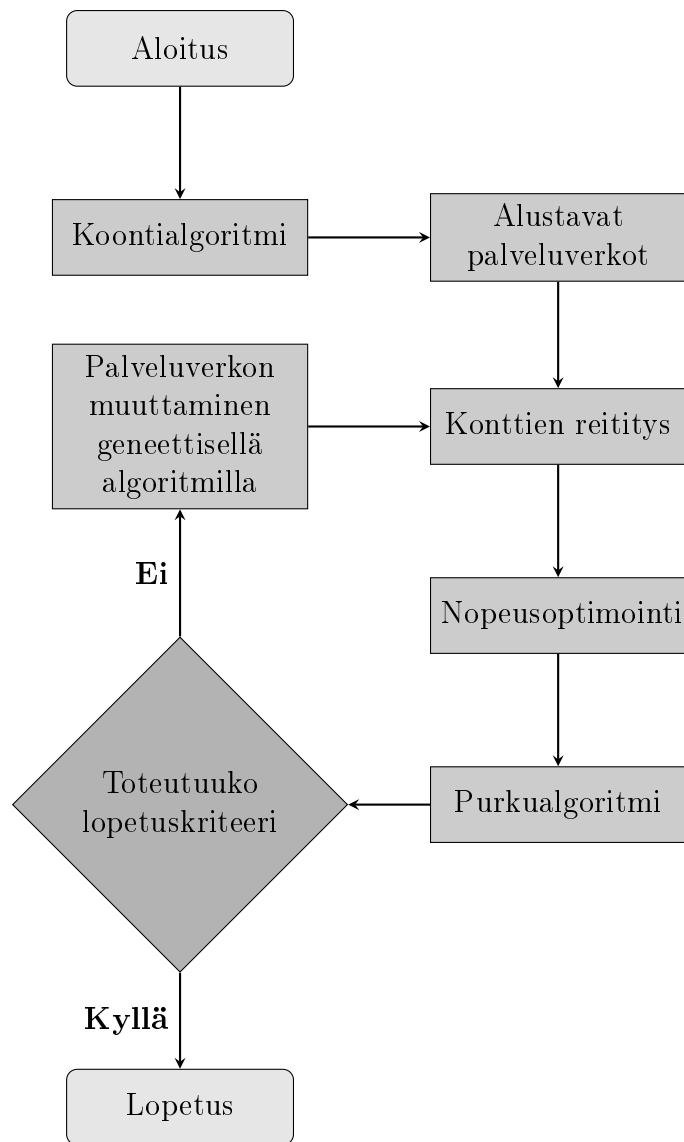 Aloitus
Koontialgoritmi
Alustavat
palveluverkot
Palveluverkon
muuttaminen
geneettisellä
algoritmilla
Konttien reititys
Ei
Nopeusoptimointi
Toteutuuko
lopetuskriteeri
Purkualgoritmi
Kyllä
Lopetus